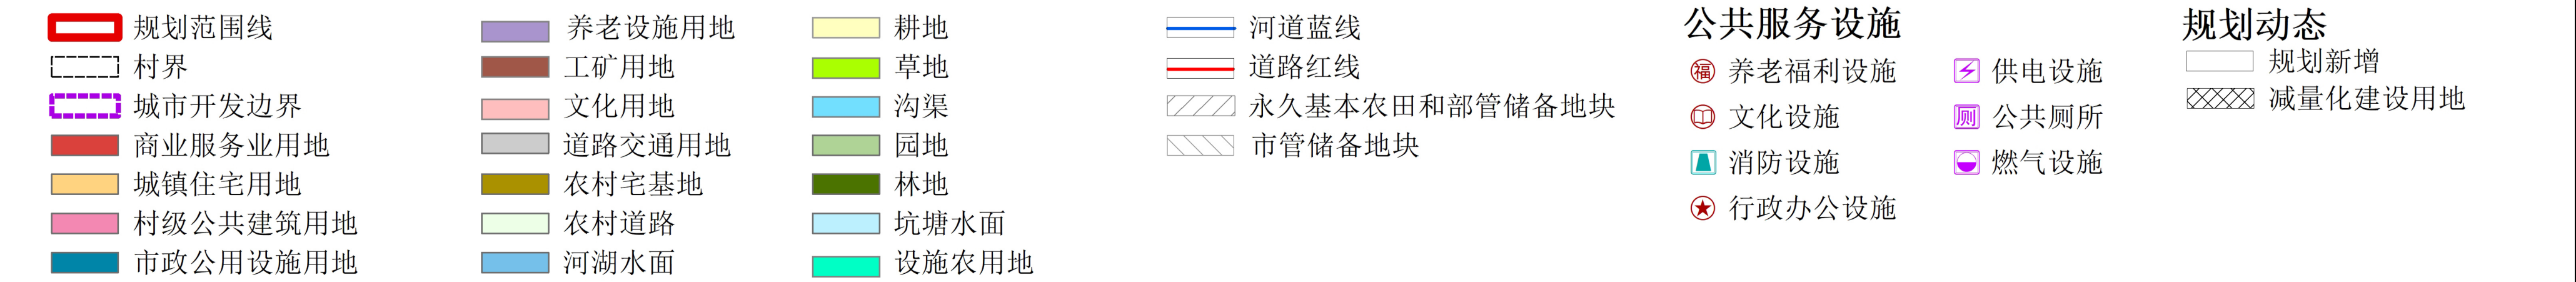 规划范围线
村界
城市开发边界
商业服务业用地
城镇住宅用地
村级公共建筑用地
市政公用设施用地
养老设施用地
工矿用地
文化用地
道路交通用地
农村宅基地
农村道路
河湖水面
耕地
草地
沟渠
园地
林地
坑塘水面
设施农用地
河道蓝线
道路红线
永久基本农田和部管储备地块
市管储备地块
公共服务设施
福 养老福利设施
文化设施
消防设施
行政办公设施
供电设施
厕 公共厕所
燃气设施
规划动态
规划新增
减量化建设用地